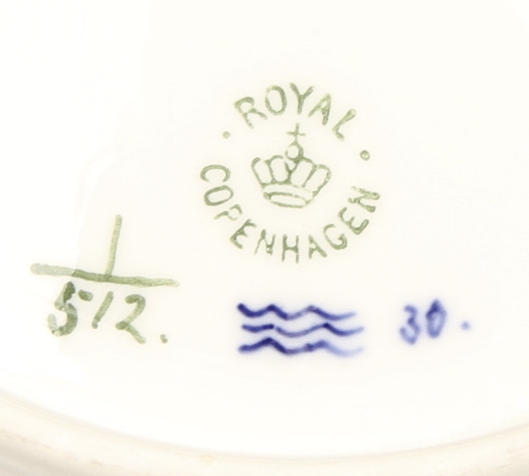 · ROYAL ·
COPENHAGEN
1
512.
30.